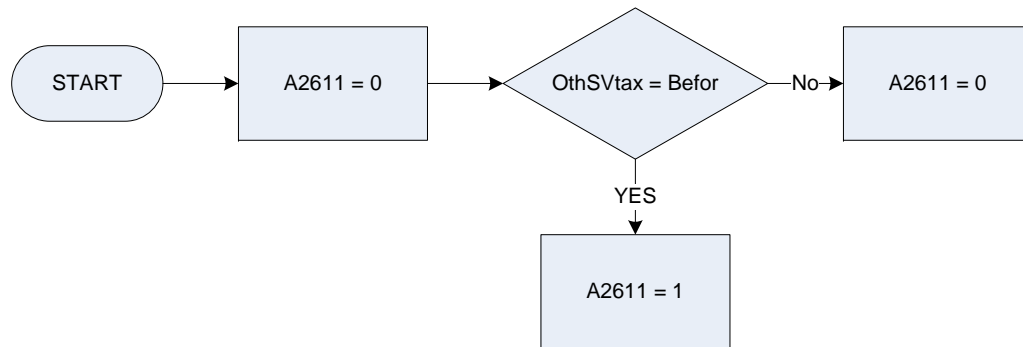 START
A2611 = 0
OthSVtax = Befor
No
A2611 = 0
YES
A2611 = 1